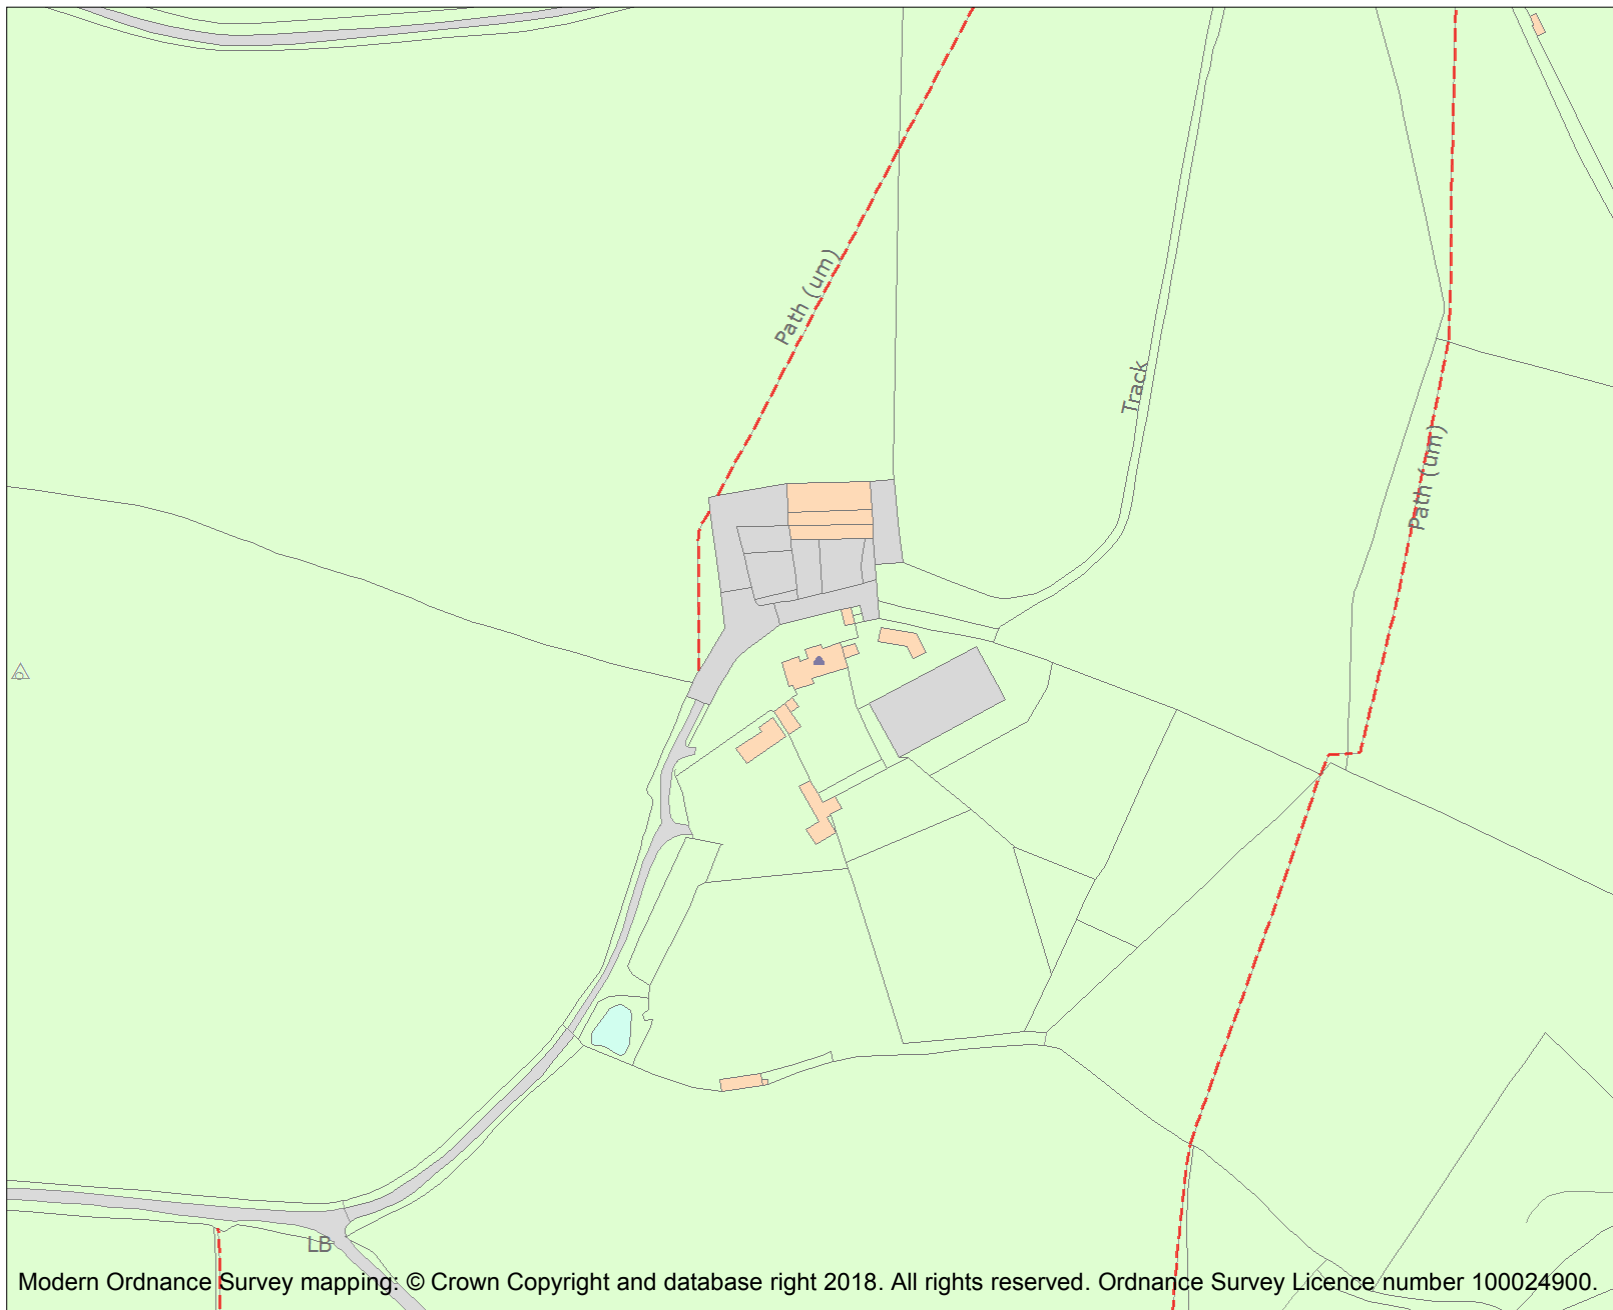 Path (um)
Track
Path (um)
LB
Modern Ordnance Survey mapping: © Crown Copyright and database right 2018. All rights reserved. Ordnance Survey Licence number 100024900.